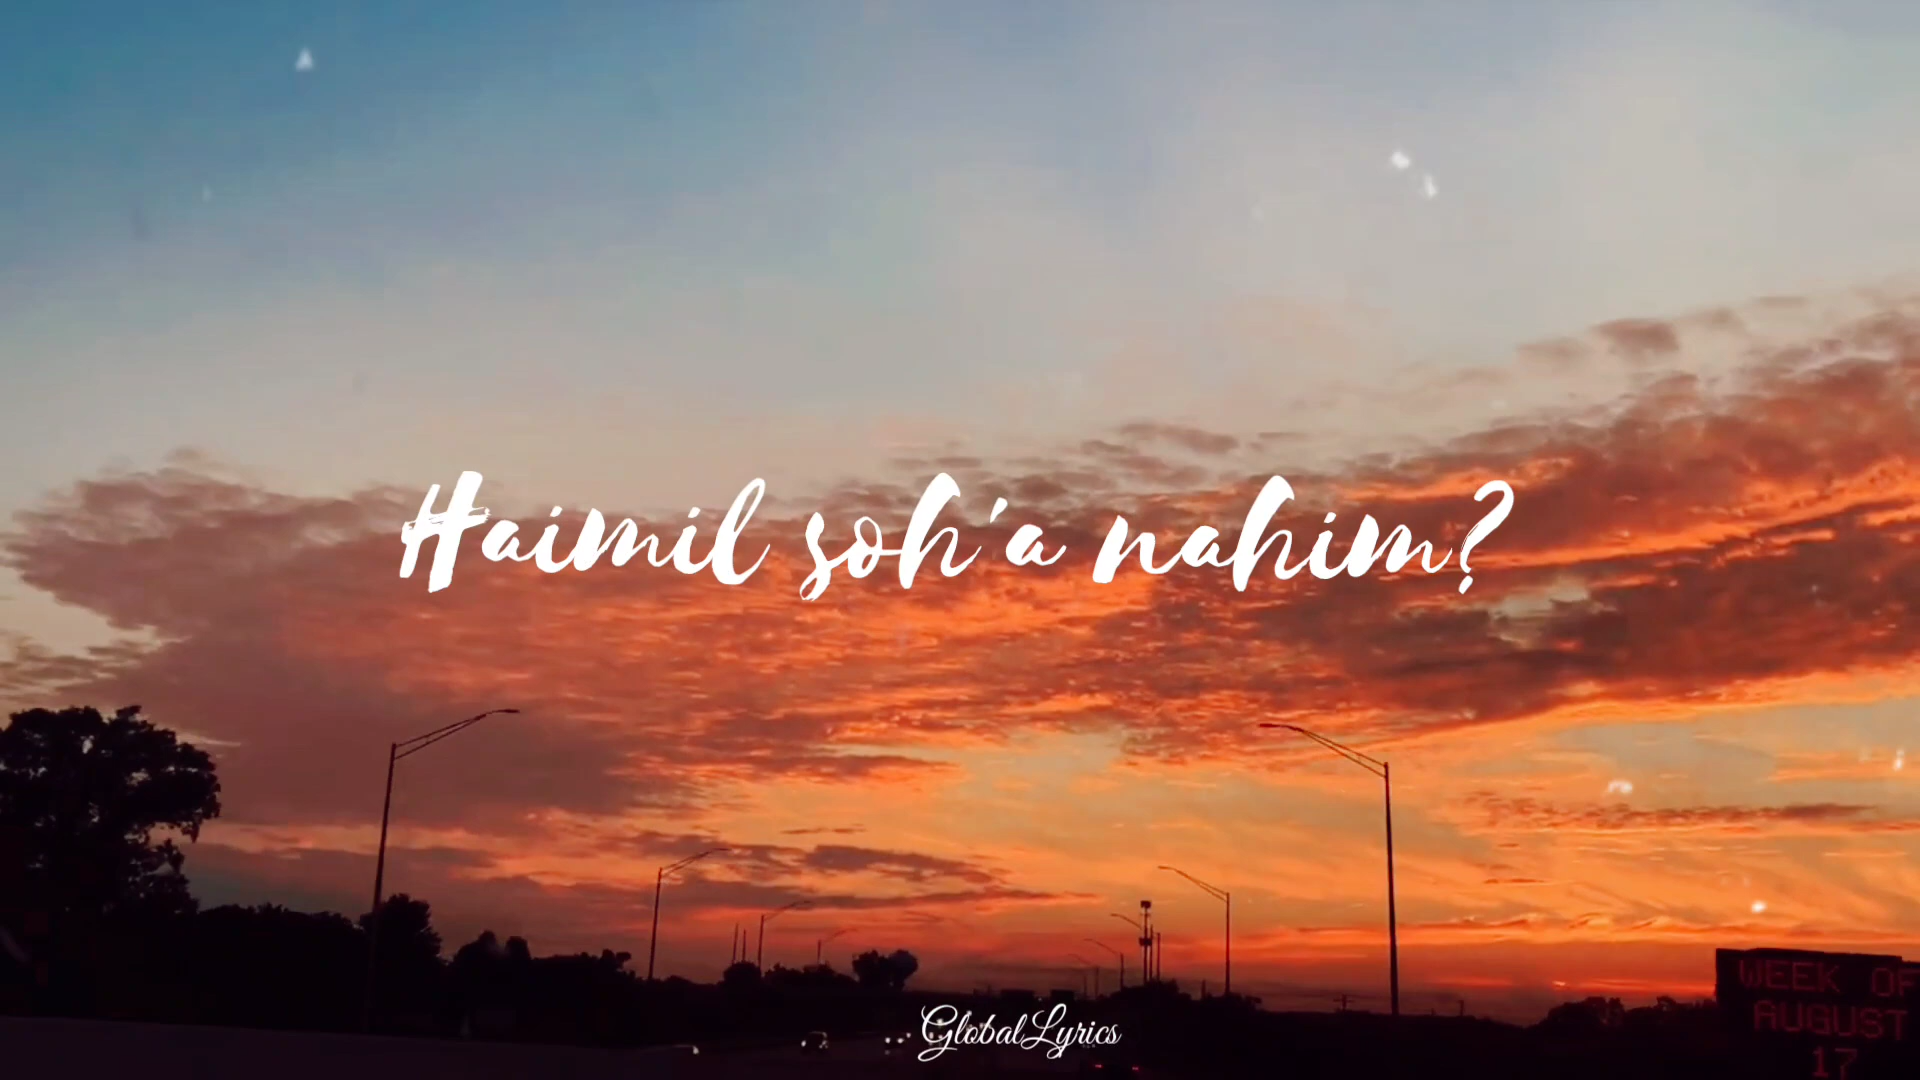 Haimil soh'a nahim?
GlobalLyrics
WEEK OF
AUGUST
17